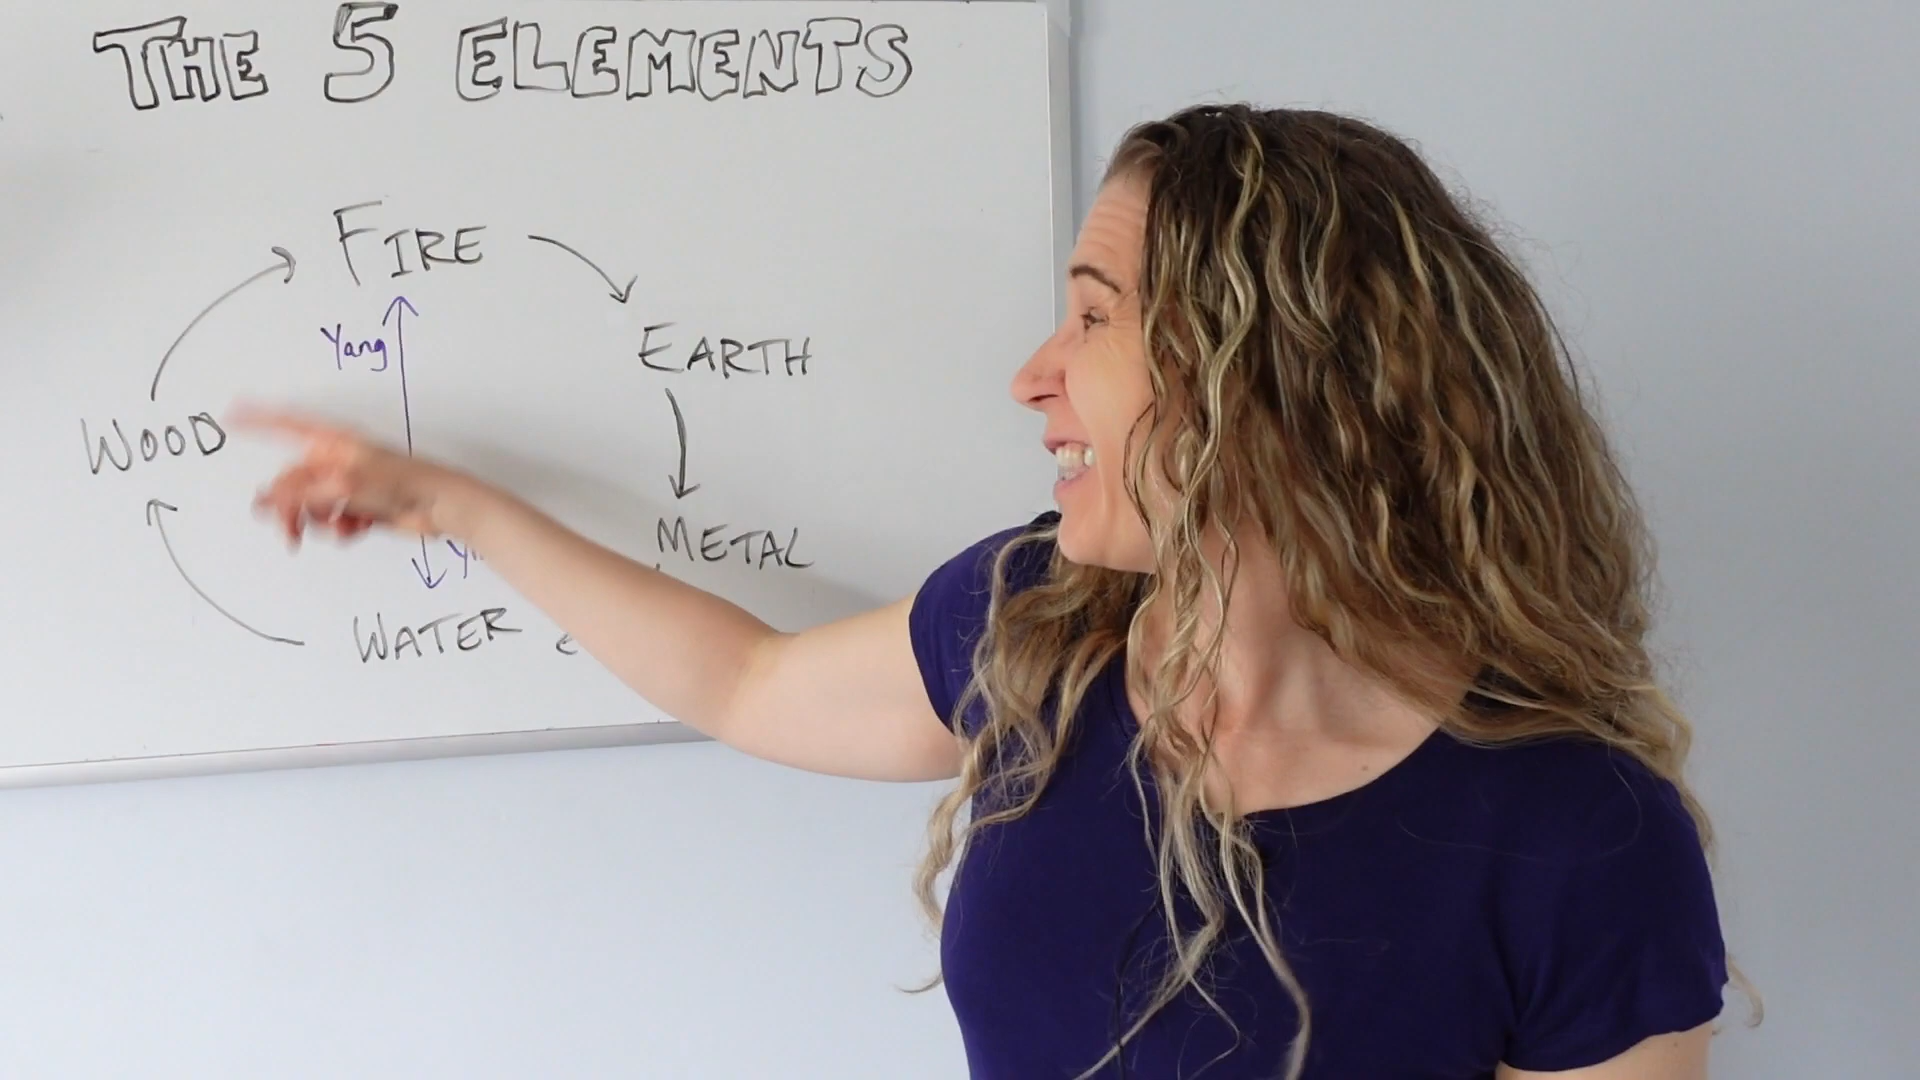 THE 5 ELEMENTS
FIRE
Yang
EARTH
WOOD
METAL
WATER